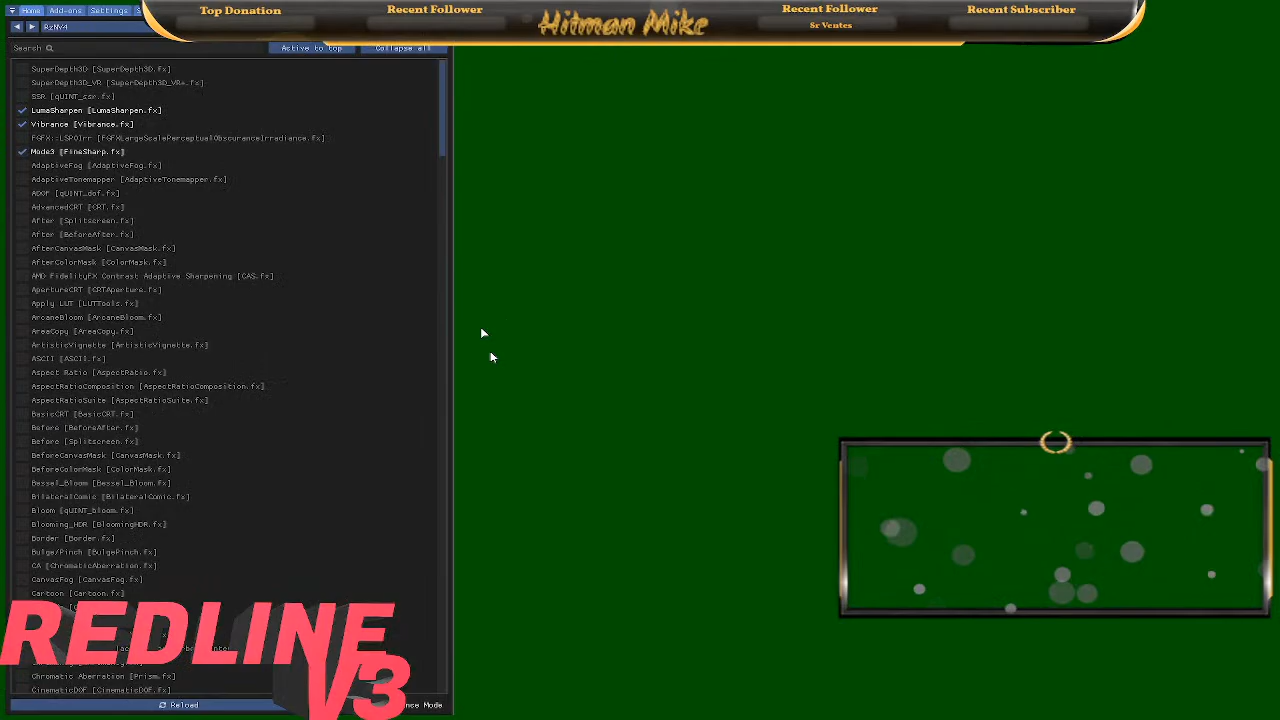 Home Add-ons Settings
RzNV4
Top Donation
Recent Follower
Hitman Mike
Recent Follower
Sr Ventes
Recent Subscriber
Search
Active to top
Collapse all
SuperDepth3D [SuperDepth3D.fx]
SuperDepth3D_VR [SuperDepth3D_VR+.fx]
SSR [qUINT_ssr.fx]
LumaSharpen [LumaSharpen.fx]
Vibrance [Vibrance.fx]
FGFX::LSPOIrr [FGFXLargeScalePerceptualObscuranceIrradiance.fx]
Mode3 [FineSharp.fx]
AdaptiveFog [AdaptiveFog.fx]
AdaptiveTonemapper [AdaptiveTonemapper.fx]
ADOF [qUINT_dof.fx]
AdvancedCRT [CRT.fx]
After [Splitscreen.fx]
After [BeforeAfter.fx]
AfterCanvasMask [CanvasMask.fx]
AfterColorMask [ColorMask.fx]
AMD FidelityFX Contrast Adaptive Sharpening [CAS.fx]
ApertureCRT [CRTAperture.fx]
Apply LUT [LUTTools.fx]
ArcaneBloom [ArcaneBloom.fx]
AreaCopy [AreaCopy.fx]
ArtisticVignette [ArtisticVignette.fx]
ASCII [ASCII.fx]
Aspect Ratio [AspectRatio.fx]
AspectRatioComposition [AspectRatioComposition.fx]
AspectRatioSuite [AspectRatioSuite.fx]
BasicCRT [BasicCRT.fx]
Before [BeforeAfter.fx]
Before [Splitscreen.fx]
BeforeCanvasMask [CanvasMask.fx]
BeforeColorMask [ColorMask.fx]
Bessel_Bloom [Bessel_Bloom.fx]
BilateralComic [BilateralComic.fx]
Bloom [qUINT_bloom.fx]
Blooming_HDR [BloomingHDR.fx]
Border [Border.fx]
Bulge/Pinch [BulgePinch.fx]
CA [ChromaticAberration.fx]
CanvasFog [CanvasFog.fx]
Cartoon [Cartoon.fx]
REDLINE
V3
Chromatic Aberration [Prism.fx]
CinematicDOF [CinematicDOF.fx]
Reload
Mode